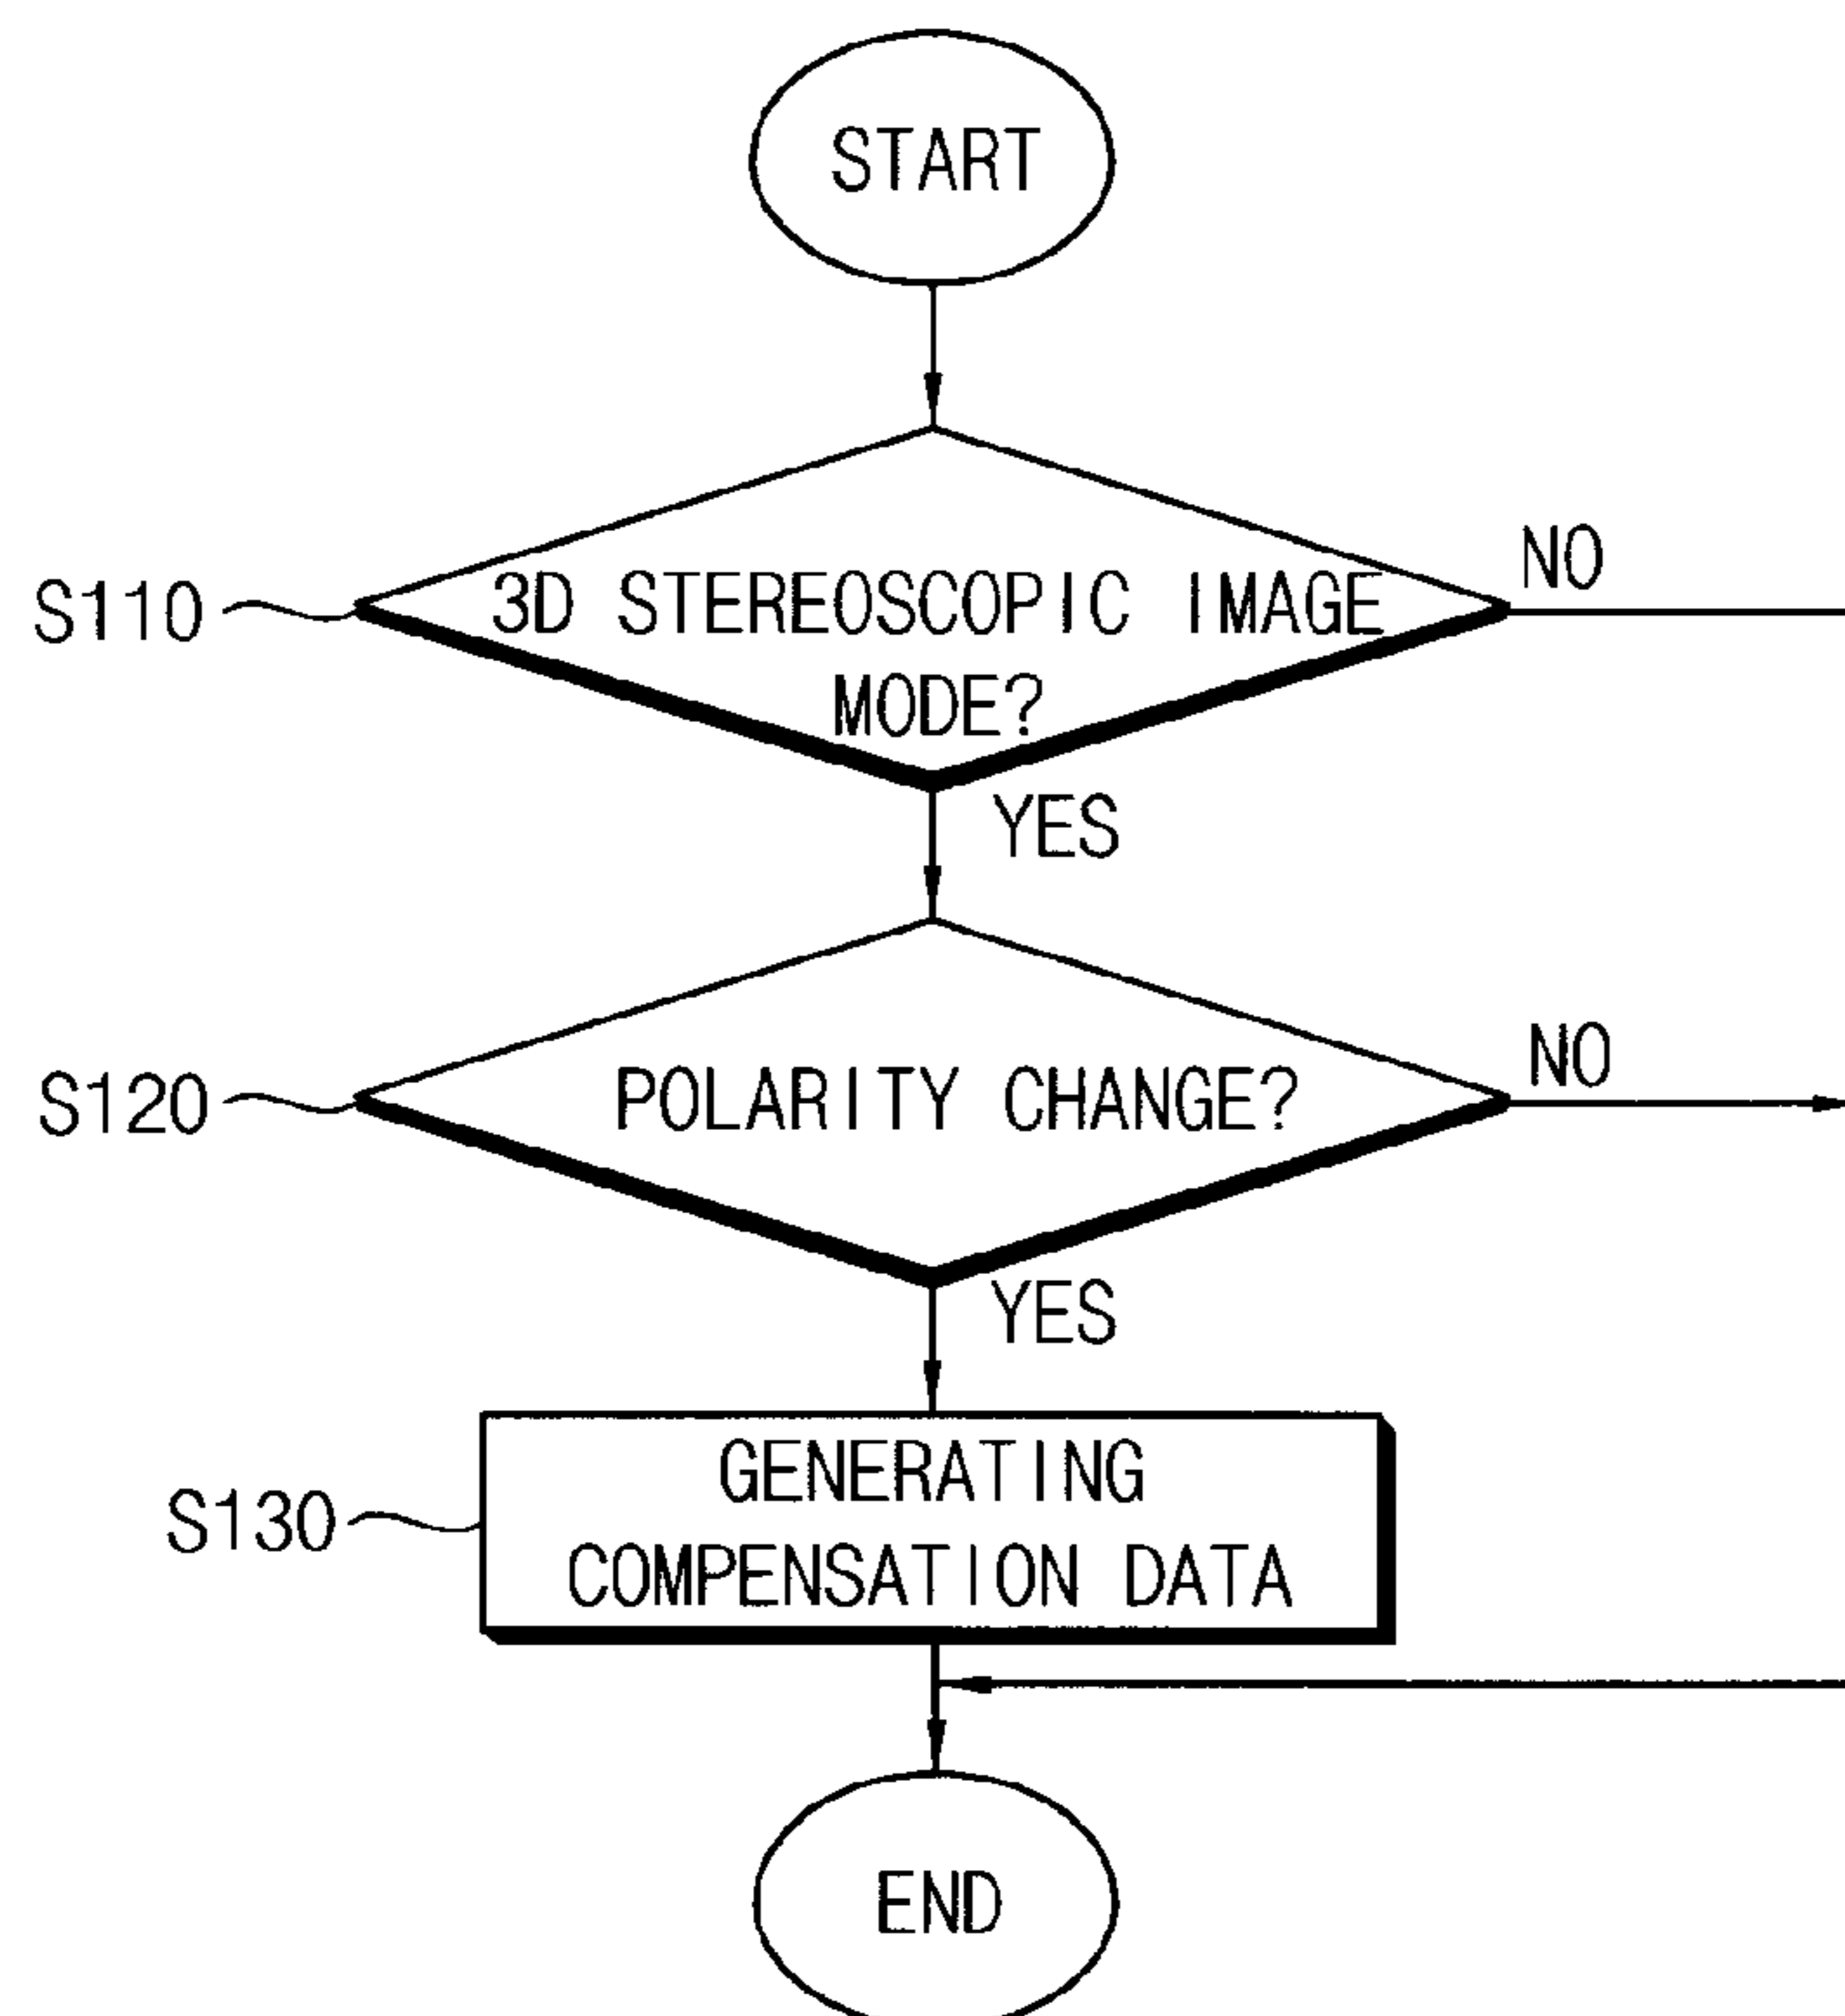 START
S110
3D STEREOSCOPIC IMAGE
MODE?
NO
YES
S120
POLARITY CHANGE?
NO
YES
S130
GENERATING
COMPENSATION DATA
END